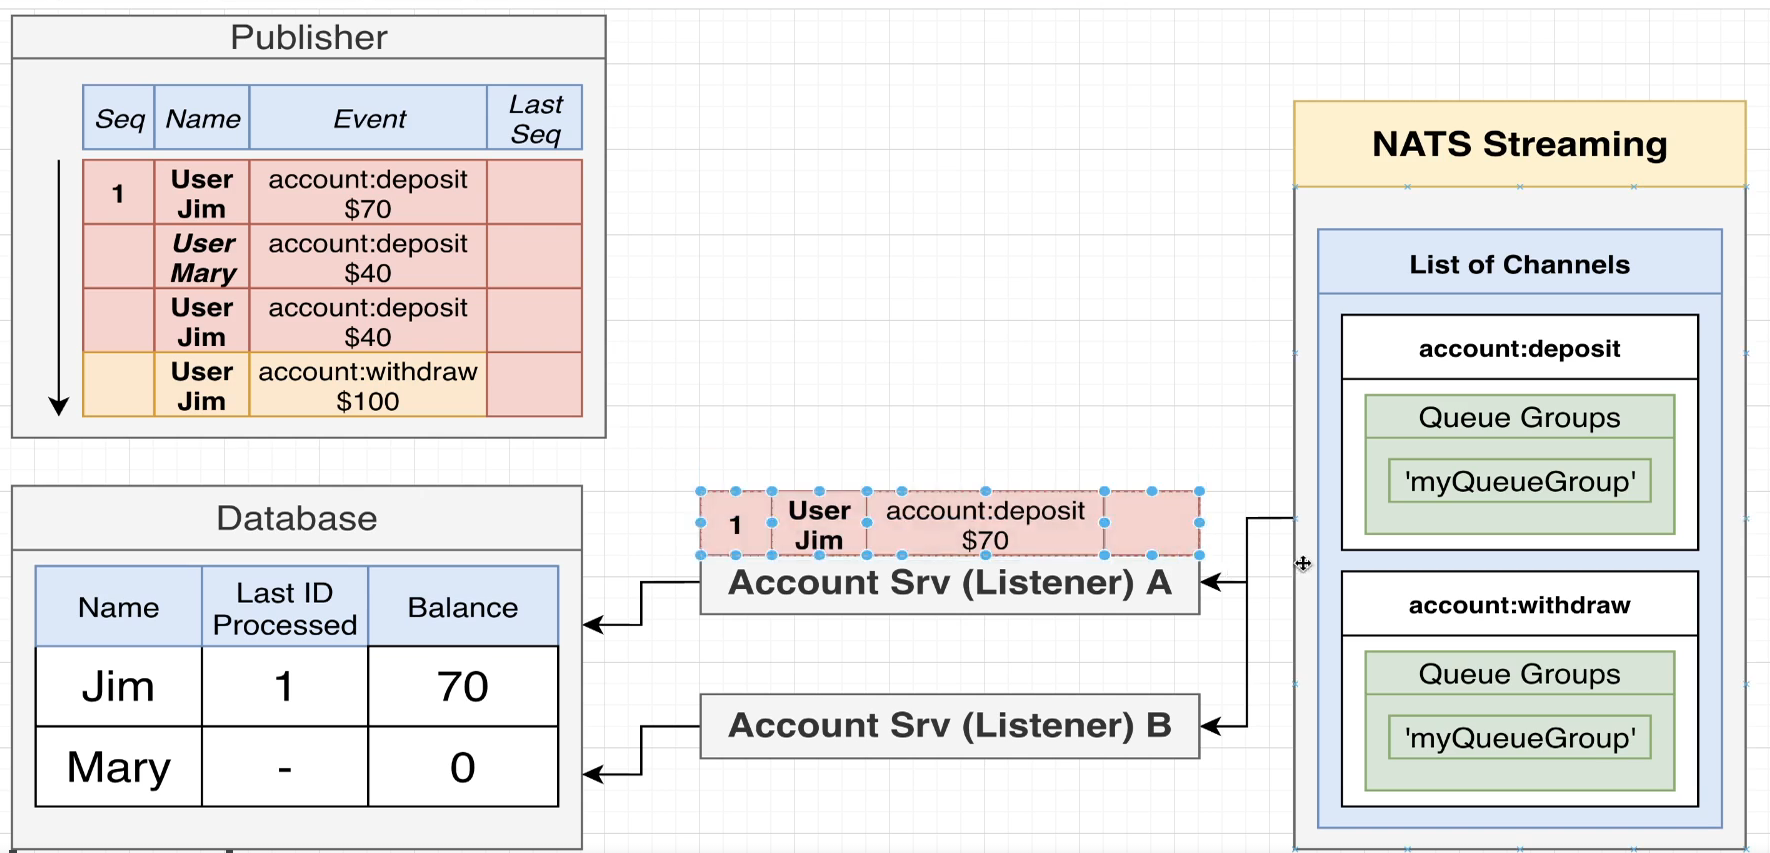 Publisher
Seq Name Event Last
Seq
1 User account:deposit
Jim $70
User account:deposit
Mary $40
User account:deposit
Jim $40
User account:withdraw
Jim $100
Database
Name Last ID Balance
Processed
Jim 1 70
Mary - 0
1 User account:deposit
Jim $70
Account Srv (Listener) A
Account Srv (Listener) B
NATS Streaming
List of Channels
account:deposit
Queue Groups
'myQueueGroup'
account:withdraw
Queue Groups
'myQueueGroup'